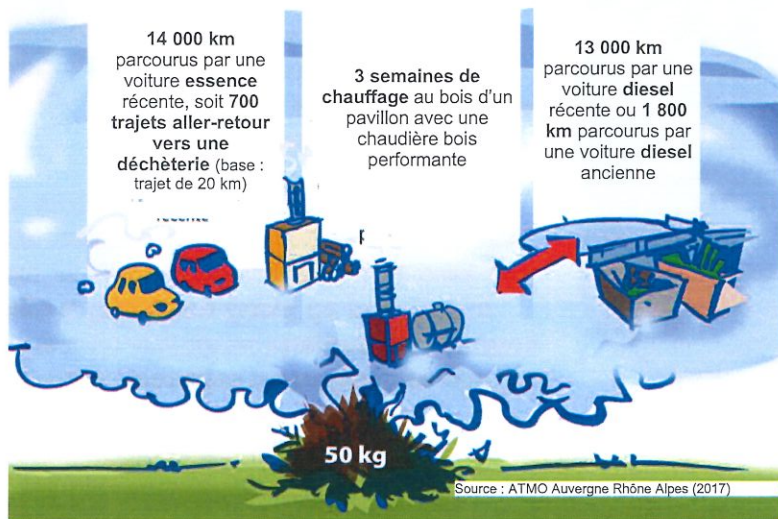 14 000 km
parcourus par une
voiture essence
récente, soit 700
trajets aller-retour
vers une
déchèterie (base :
trajet de 20 km)
3 semaines de
chauffage au bois d'un
pavillon avec une
chaudière bois
performante
13 000 km
parcourus par une
voiture diesel
récente ou 1 800
km parcourus par
une voiture diesel
ancienne
50 kg
Source : ATMO Auvergne Rhône Alpes (2017)